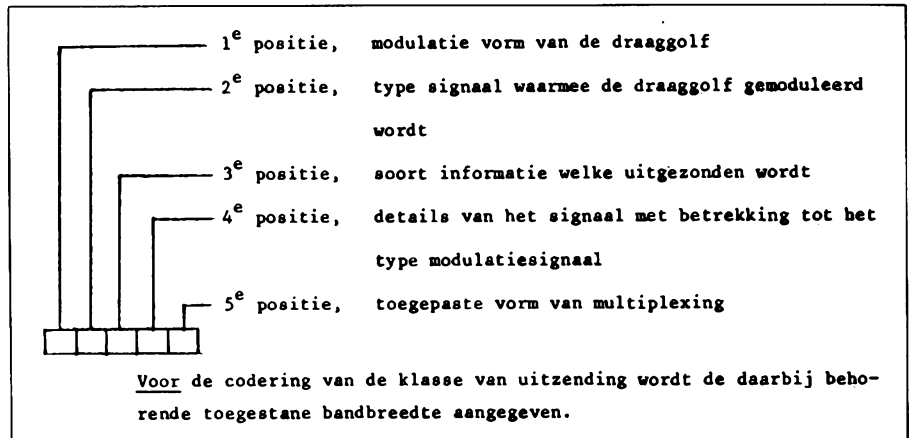 1e positie, modulatie vorm van de draaggolf
2e positie, type signaal waarmee de draaggolf gemoduleerd
wordt
3e positie, soort informatie welke uitgezonden wordt
4e positie, details van het signaal met betrekking tot het
type modulatiesignaal
5e positie, toegepaste vorm van multiplexing
Voor de codering van de klasse van uitzending wordt de daarbij beho-
rende toegestane bandbreedte aangegeven.